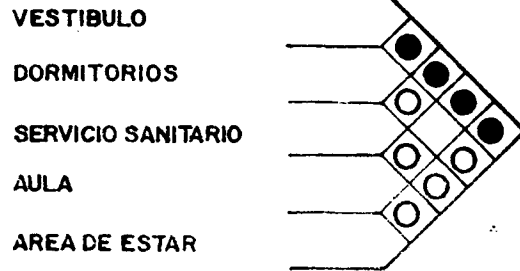 VESTIBULO
DORMITORIOS
SERVICIO SANITARIO
AULA
AREA DE ESTAR